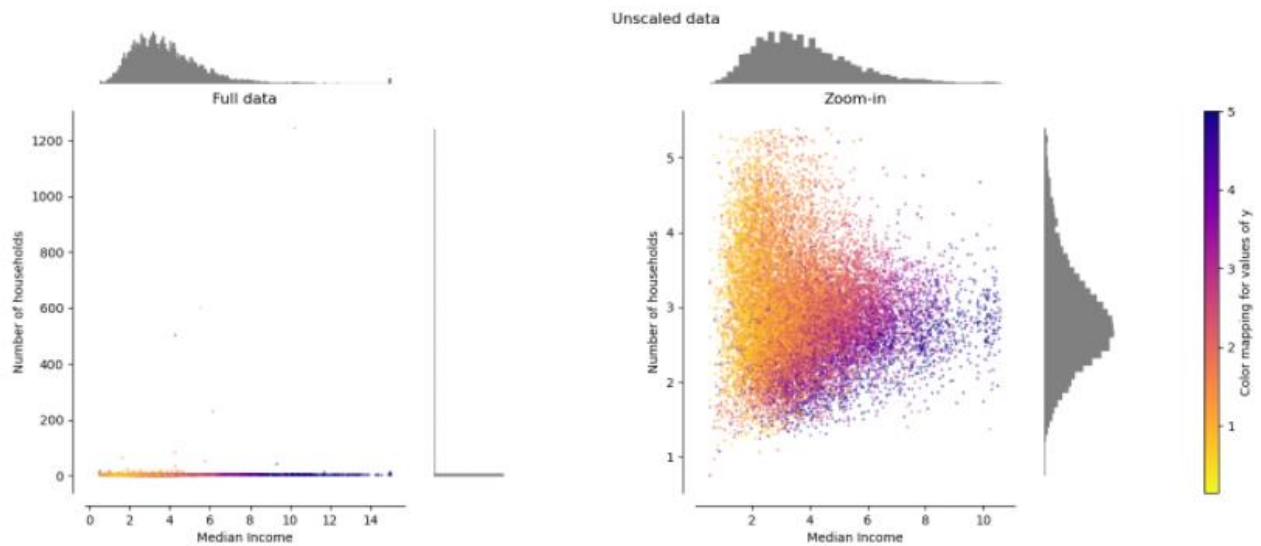 Unscaled data
Full data
1200
1000
800
600
400
200
0
Number of households
0 2 4 6 8 10 12 14
Median Income
Zoom-in
5
4
3
2
1
Number of households
2 4 6 8 10
Median Income
5
4
3
2
1
Color mapping for values of y